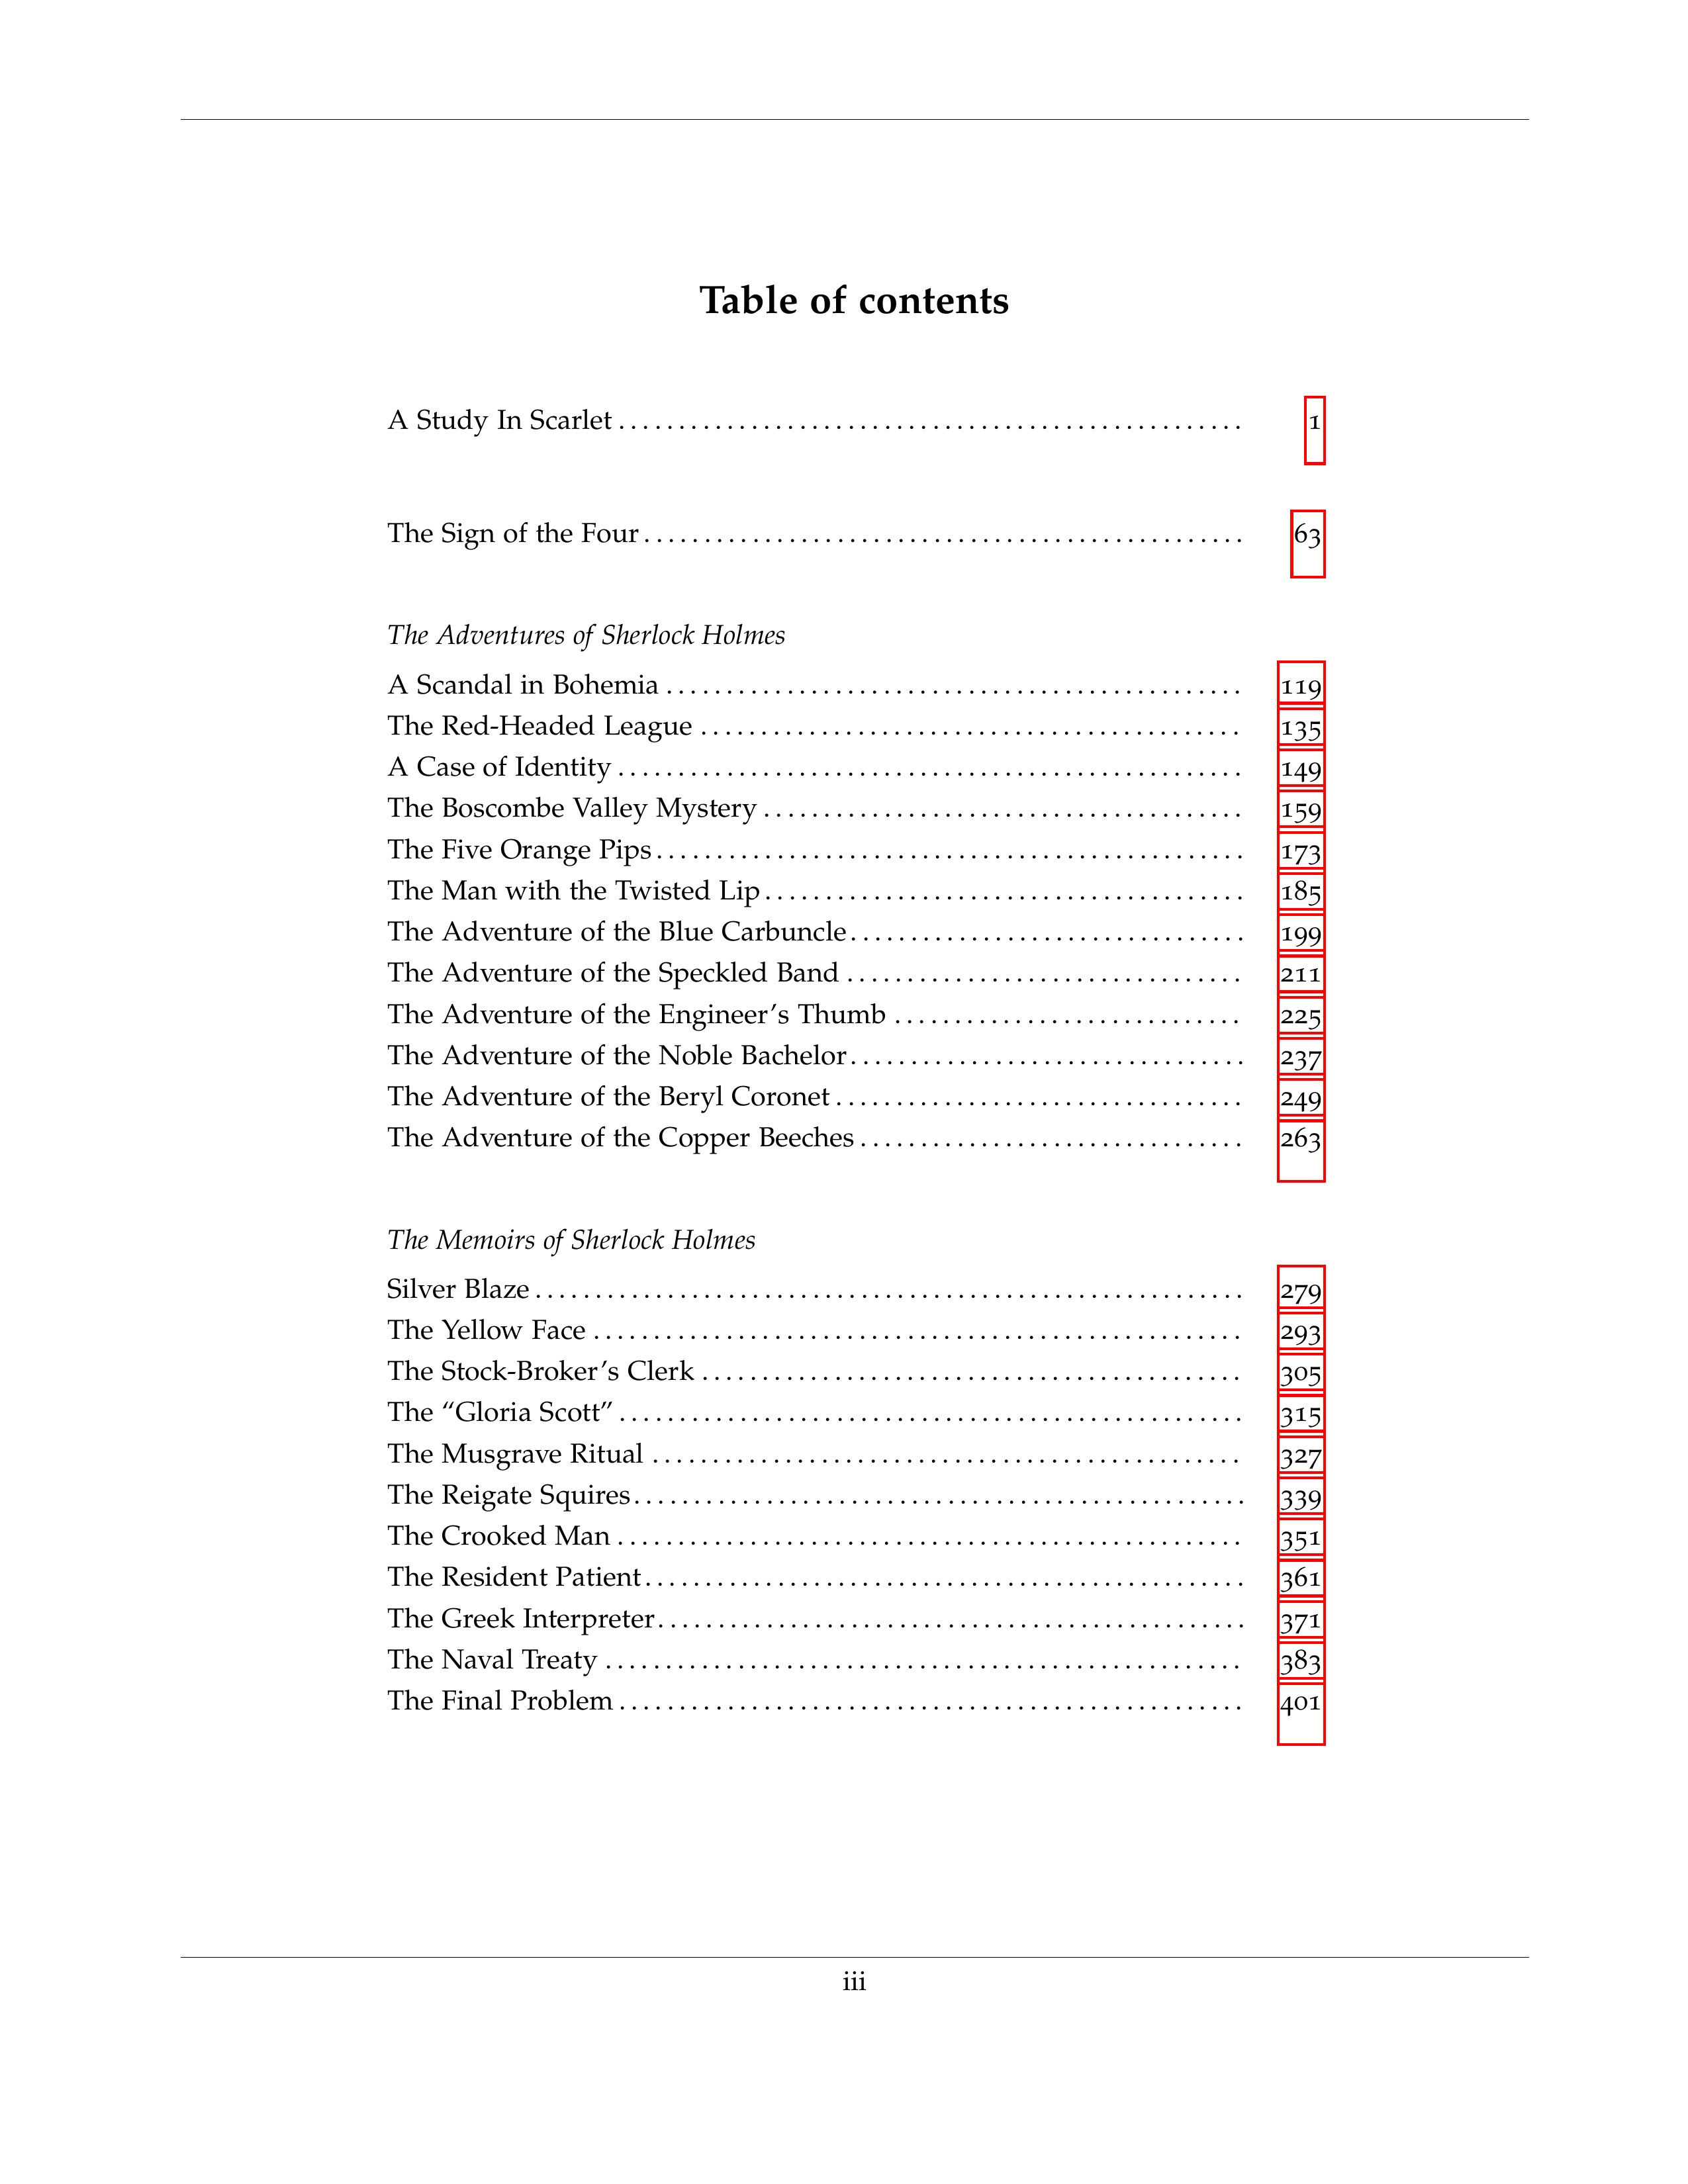 Table of contents
A Study In Scarlet . . . . . . . . . . . . . . . . . . . . . . . . . . . . . . . . . . . . . . . . . . . . . . . . . . . . 1
The Sign of the Four . . . . . . . . . . . . . . . . . . . . . . . . . . . . . . . . . . . . . . . . . . . . . . . . . . 63
The Adventures of Sherlock Holmes
A Scandal in Bohemia . . . . . . . . . . . . . . . . . . . . . . . . . . . . . . . . . . . . . . . . . . . . . . . . 119
The Red-Headed League . . . . . . . . . . . . . . . . . . . . . . . . . . . . . . . . . . . . . . . . . . . . . 135
A Case of Identity . . . . . . . . . . . . . . . . . . . . . . . . . . . . . . . . . . . . . . . . . . . . . . . . . . . . 149
The Boscombe Valley Mystery . . . . . . . . . . . . . . . . . . . . . . . . . . . . . . . . . . . . . . . . 159
The Five Orange Pips . . . . . . . . . . . . . . . . . . . . . . . . . . . . . . . . . . . . . . . . . . . . . . . . . 173
The Man with the Twisted Lip . . . . . . . . . . . . . . . . . . . . . . . . . . . . . . . . . . . . . . . . 185
The Adventure of the Blue Carbuncle . . . . . . . . . . . . . . . . . . . . . . . . . . . . . . . . . 199
The Adventure of the Speckled Band . . . . . . . . . . . . . . . . . . . . . . . . . . . . . . . . . 211
The Adventure of the Engineer's Thumb . . . . . . . . . . . . . . . . . . . . . . . . . . . . . 225
The Adventure of the Noble Bachelor . . . . . . . . . . . . . . . . . . . . . . . . . . . . . . . . . 237
The Adventure of the Beryl Coronet . . . . . . . . . . . . . . . . . . . . . . . . . . . . . . . . . . 249
The Adventure of the Copper Beeches . . . . . . . . . . . . . . . . . . . . . . . . . . . . . . . . 263
The Memoirs of Sherlock Holmes
Silver Blaze . . . . . . . . . . . . . . . . . . . . . . . . . . . . . . . . . . . . . . . . . . . . . . . . . . . . . . . . . . . 279
The Yellow Face . . . . . . . . . . . . . . . . . . . . . . . . . . . . . . . . . . . . . . . . . . . . . . . . . . . . . . 293
The Stock-Broker's Clerk . . . . . . . . . . . . . . . . . . . . . . . . . . . . . . . . . . . . . . . . . . . . . 305
The “Gloria Scott” . . . . . . . . . . . . . . . . . . . . . . . . . . . . . . . . . . . . . . . . . . . . . . . . . . . . 315
The Musgrave Ritual . . . . . . . . . . . . . . . . . . . . . . . . . . . . . . . . . . . . . . . . . . . . . . . . . 327
The Reigate Squires . . . . . . . . . . . . . . . . . . . . . . . . . . . . . . . . . . . . . . . . . . . . . . . . . . . 339
The Crooked Man . . . . . . . . . . . . . . . . . . . . . . . . . . . . . . . . . . . . . . . . . . . . . . . . . . . . 351
The Resident Patient . . . . . . . . . . . . . . . . . . . . . . . . . . . . . . . . . . . . . . . . . . . . . . . . . . 361
The Greek Interpreter . . . . . . . . . . . . . . . . . . . . . . . . . . . . . . . . . . . . . . . . . . . . . . . . . 371
The Naval Treaty . . . . . . . . . . . . . . . . . . . . . . . . . . . . . . . . . . . . . . . . . . . . . . . . . . . . . 383
The Final Problem . . . . . . . . . . . . . . . . . . . . . . . . . . . . . . . . . . . . . . . . . . . . . . . . . . . . 401
iii